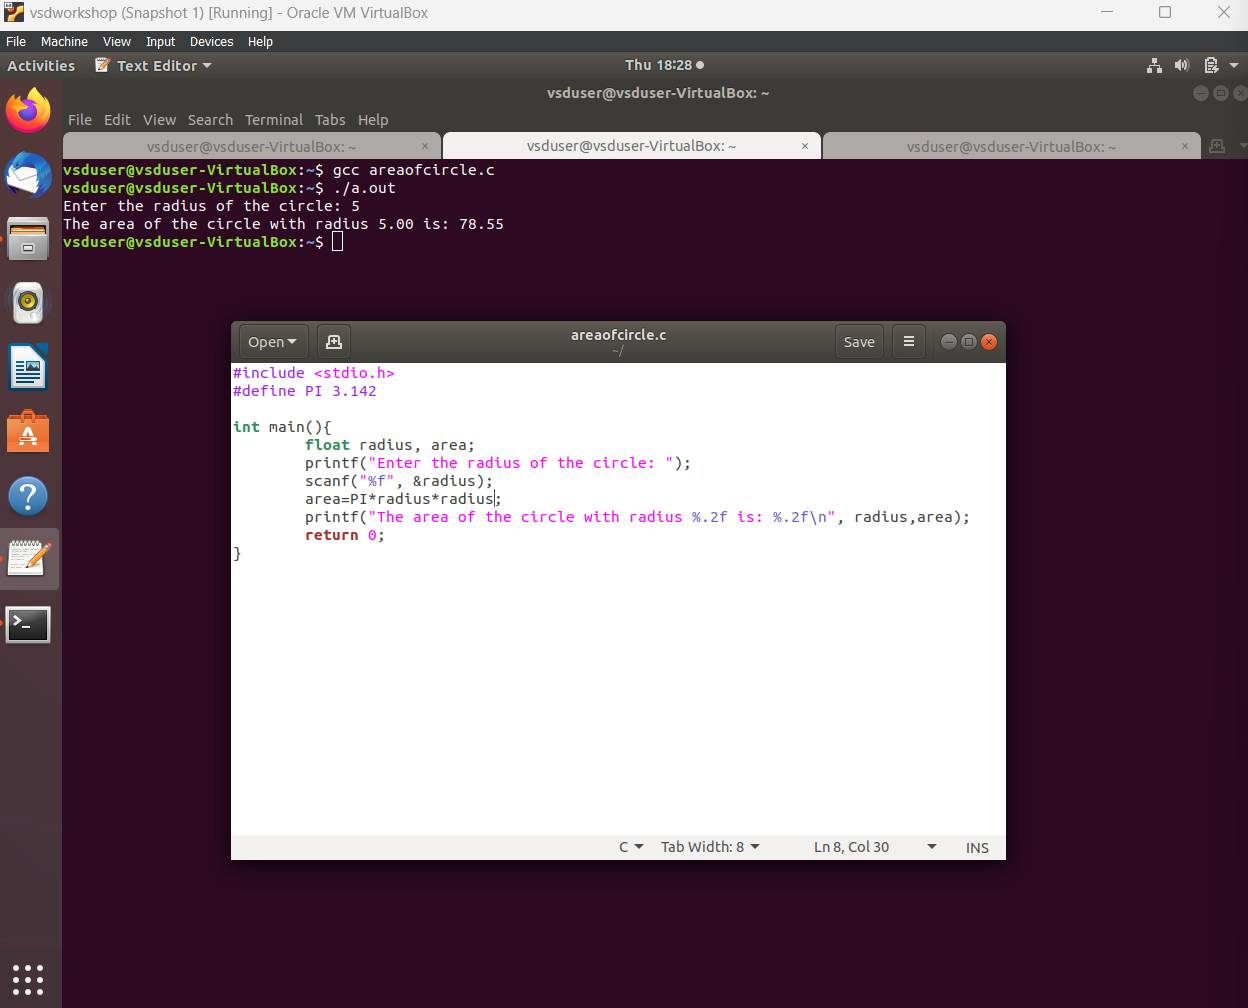 vsdworkshop (Snapshot 1) [Running] - Oracle VM VirtualBox
File Machine View Input Devices Help
Activities Text Editor Thu 18:28
vsduser@vsduser-VirtualBox: ~
File Edit View Search Terminal Tabs Help
vsduser@vsduser-VirtualBox: ~ × vsduser@vsduser-VirtualBox: ~ × vsduser@vsduser-VirtualBox: ~ ×
vsduser@vsduser-VirtualBox:~$ gcc areaofcircle.c
vsduser@vsduser-VirtualBox:~$ ./a.out
Enter the radius of the circle: 5
The area of the circle with radius 5.00 is: 78.55
vsduser@vsduser-VirtualBox:~$
Open areaofcircle.c Save
~/
#include <stdio.h>
#define PI 3.142
int main(){
float radius, area;
printf("Enter the radius of the circle: ");
scanf("%f", &radius);
area=PI*radius*radius;
printf("The area of the circle with radius %.2f is: %.2f\n", radius,area);
return 0;
}
C Tab Width: 8 Ln 8, Col 30 INS